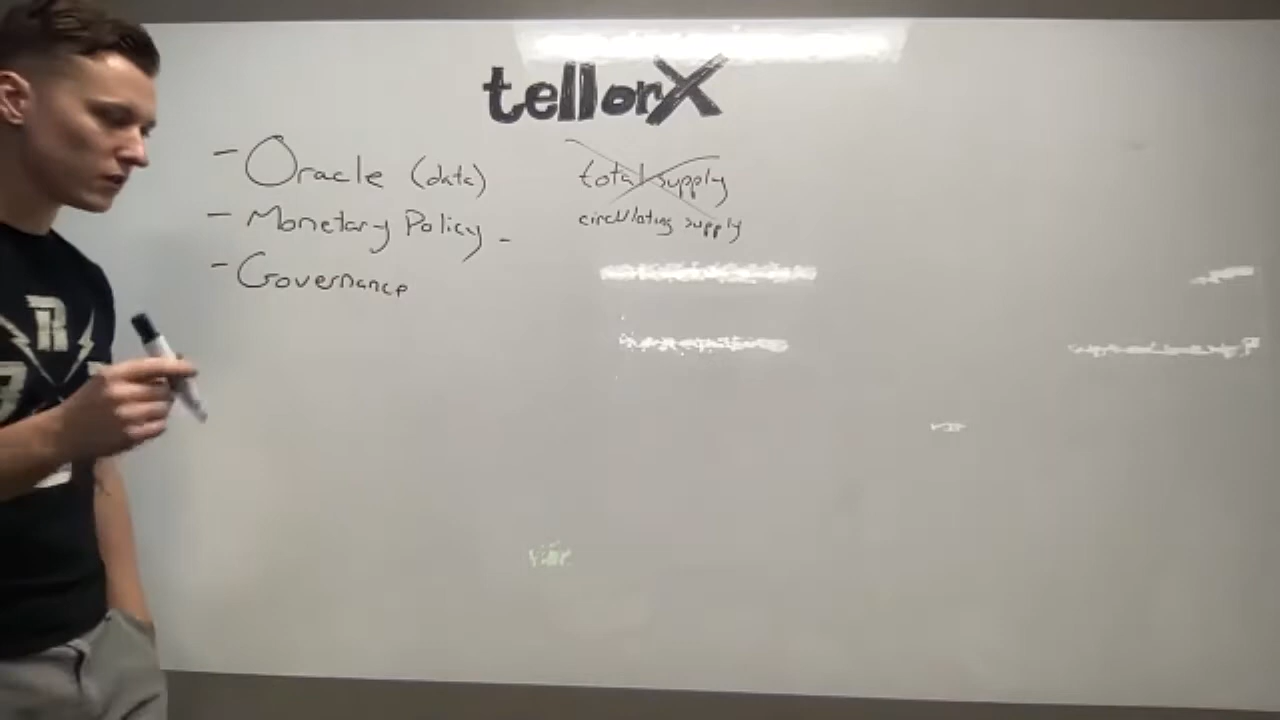 tellorX
- Oracle (data)
- Monetary Policy -
- Governance
total supply
circulating supply
R